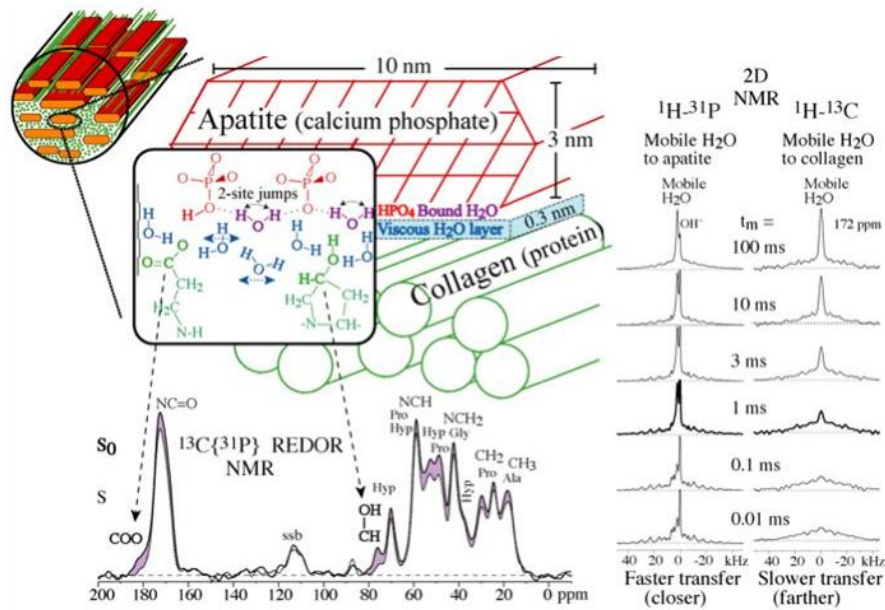 10 nm
Apatite (calcium phosphate)
3 nm
O O
O P O O P O
2-site jumps
O O
H H O H H O H
HPO4 Bound H2O
Viscous H2O layer
0.3 nm
Collagen (protein)
O=C O
H-C
CH2
H2C
N-H
H2C CH2
-N CH-
2D
NMR
1H-31P
1H-13C
Mobile H2O
to apatite
Mobile H2O
to collagen
Mobile
H2O
OH-
tm =
Mobile
H2O
172 ppm
100 ms
10 ms
3 ms
1 ms
0.1 ms
0.01 ms
40 20 0 -20 kHz
40 20 0 -20 kHz
Faster transfer
(closer)
Slower transfer
(farther)
S0
S
13C{31P} REDOR
NMR
NC=O
COO
ssb
OH
CH
Hyp
NCH
Pro
Hyp
Hyp
Pro
NCH2
Gly
Hyp
CH2
Pro
CH3
Ala
200 180 160 140 120 100 80 60 40 20 0 ppm